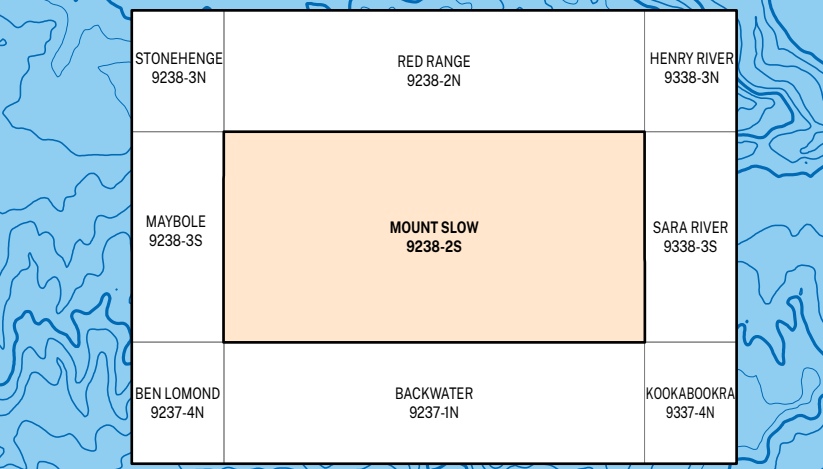 STONEHENGE
9238-3N
RED RANGE
9238-2N
HENRY RIVER
9338-3N
MAYBOLE
9238-3S
MOUNT SLOW
9238-2S
SARA RIVER
9338-3S
BEN LOMOND
9237-4N
BACKWATER
9237-1N
KOOKABOOKRA
9337-4N